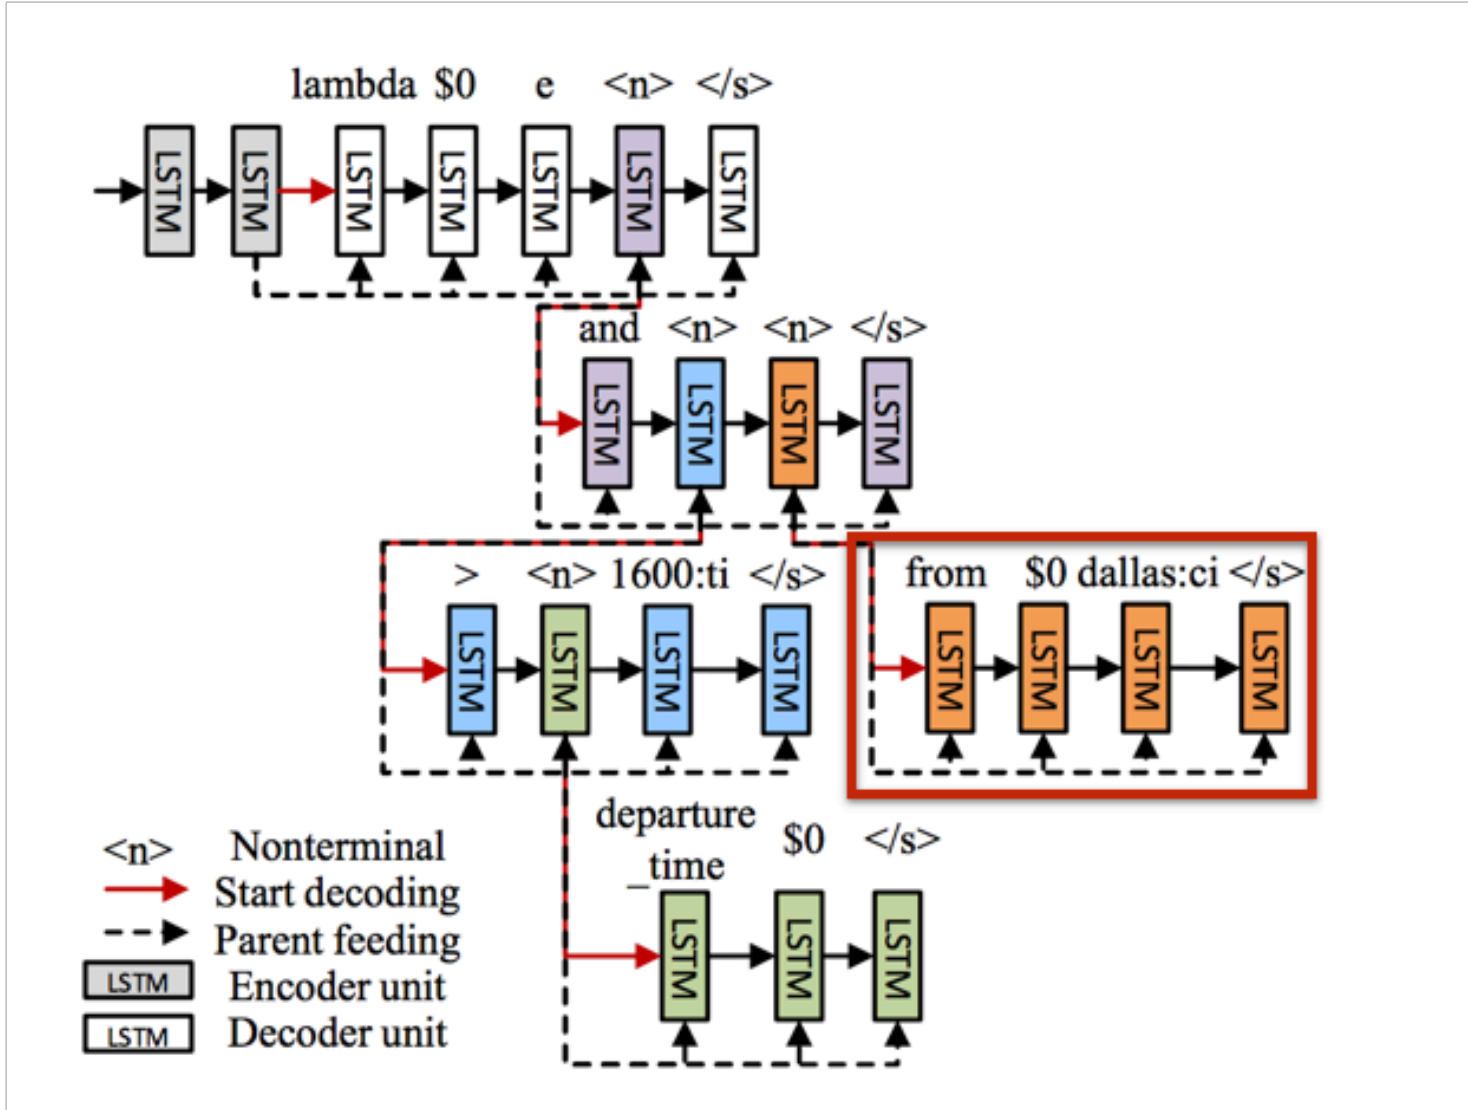 lambda $0 e <n> </s>
LSTM LSTM LSTM LSTM LSTM LSTM LSTM
and <n> <n> </s>
LSTM LSTM LSTM LSTM
> <n> 1600:ti </s>
LSTM LSTM LSTM LSTM
from $0 dallas:ci </s>
LSTM LSTM LSTM LSTM
departure
_time $0 </s>
LSTM LSTM LSTM
<n> Nonterminal
Start decoding
Parent feeding
LSTM Encoder unit
LSTM Decoder unit